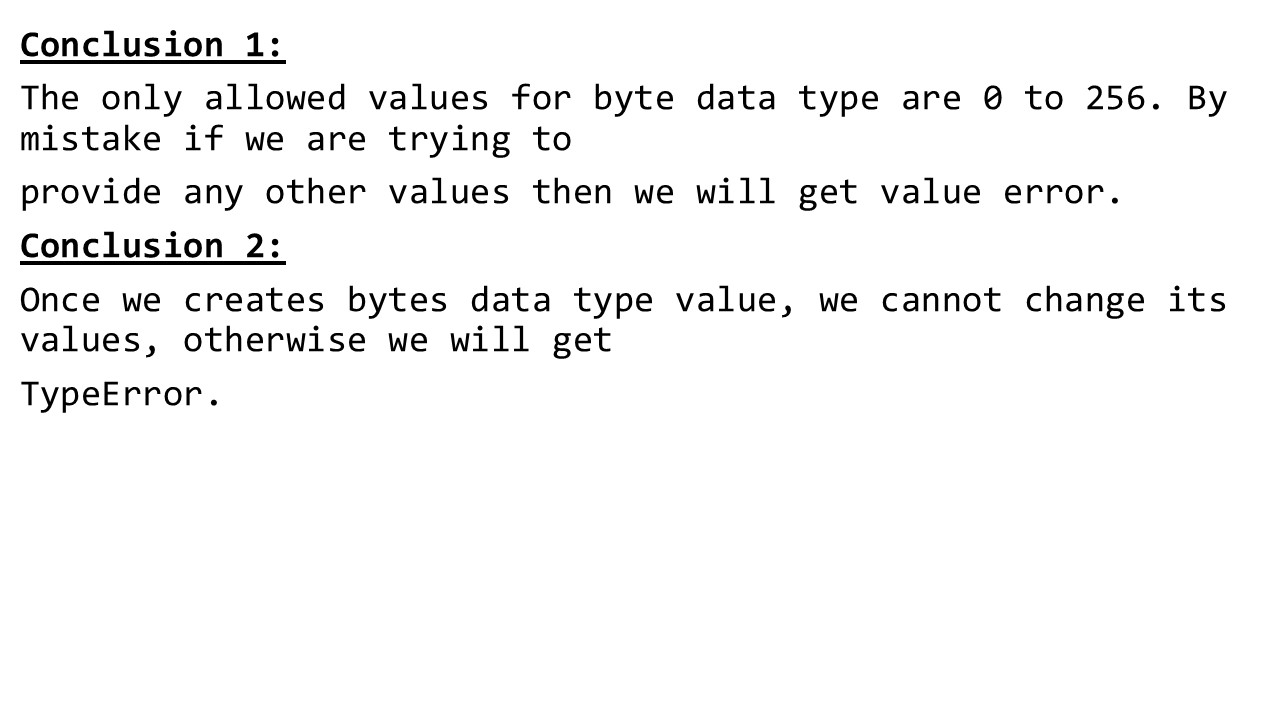 Conclusion 1:
The only allowed values for byte data type are 0 to 256. By
mistake if we are trying to
provide any other values then we will get value error.
Conclusion 2:
Once we creates bytes data type value, we cannot change its
values, otherwise we will get
TypeError.